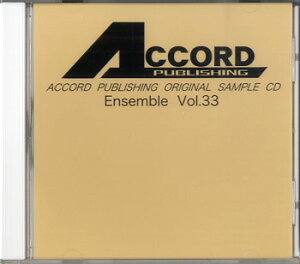 ACCORD
PUBLISHING
ACCORD PUBLISHING ORIGINAL SAMPLE CD
Ensemble Vol.33